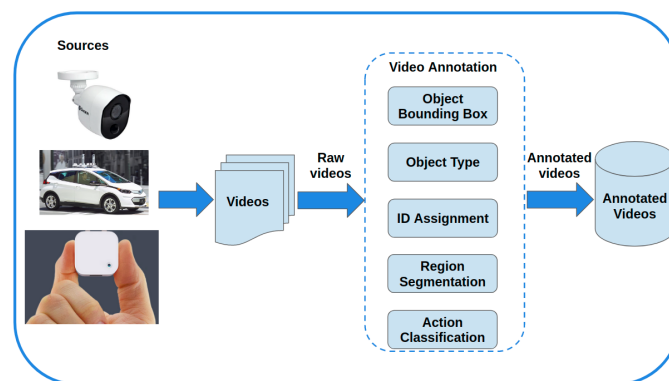 Sources
Video Annotation
Object
Bounding Box
Object Type
ID Assignment
Region
Segmentation
Action
Classification
Raw
videos
Videos
Annotated
videos
Annotated
Videos